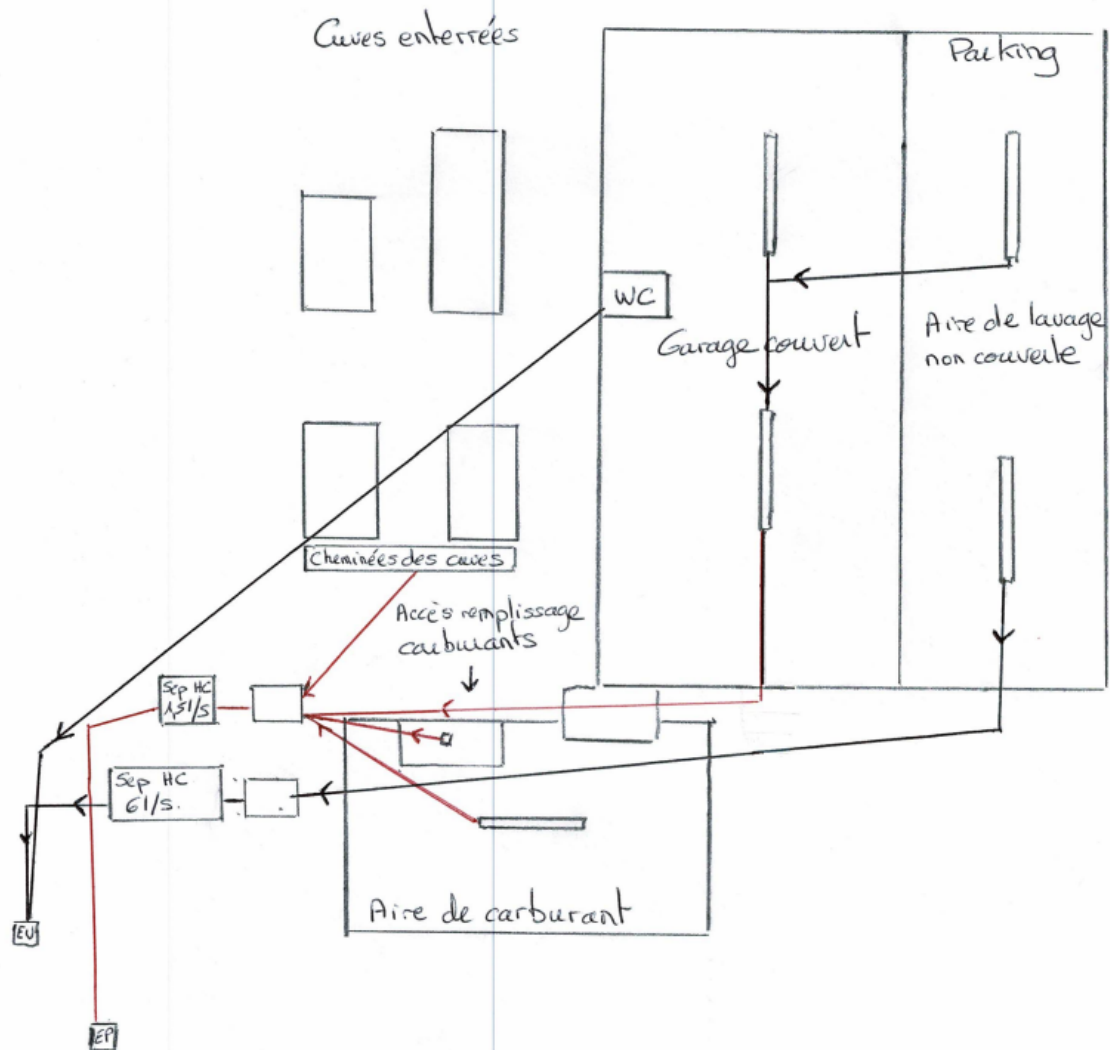 Cuves enterrées
Parking
WC
Garage couvert
Aire de lavage
non couverte
Cheminées des cuves
Accès remplissage
carburants
Sep HC
1,5l/s
Sep HC
6l/s.
Aire de carburant
EU
EP